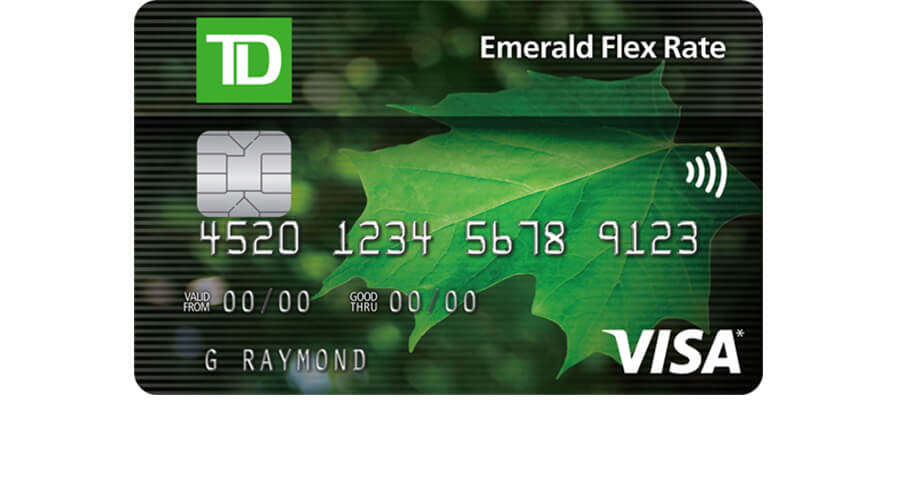 TD
Emerald Flex Rate
4520 1234 5678 9123
VALID FROM 00/00 GOOD THRU 00/00
G RAYMOND
VISA*